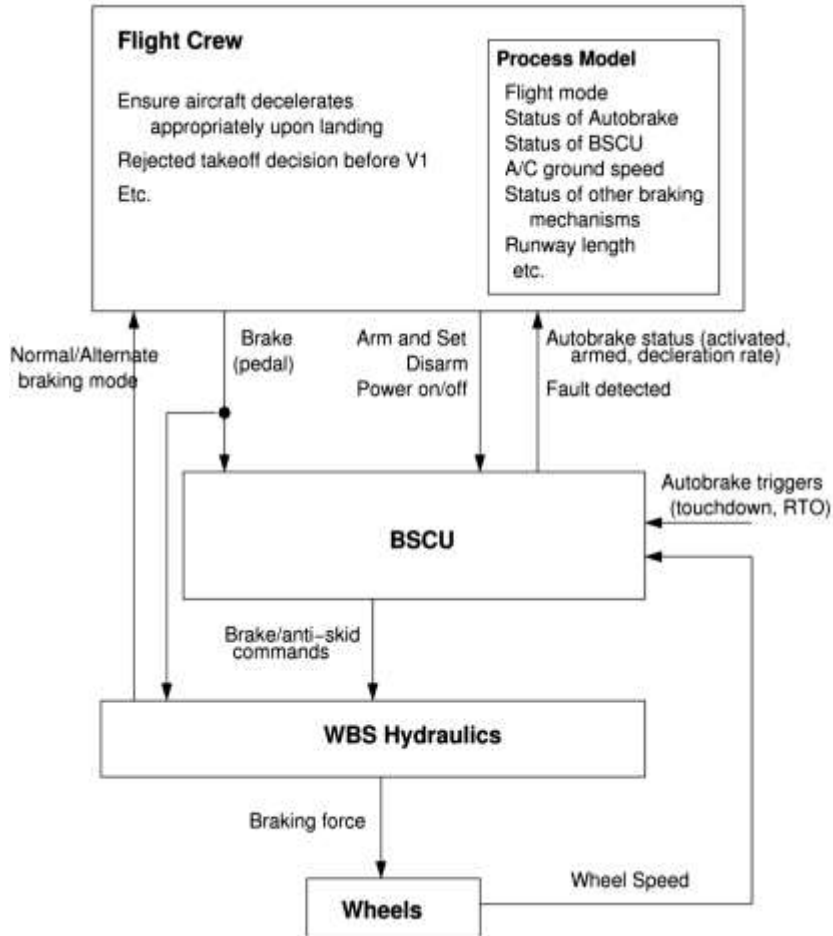 Flight Crew
Ensure aircraft decelerates
appropriately upon landing
Rejected takeoff decision before V1
Etc.
Process Model
Flight mode
Status of Autobrake
Status of BSCU
A/C ground speed
Status of other braking
mechanisms
Runway length
etc.
Normal/Alternate
braking mode
Brake
(pedal)
Arm and Set
Disarm
Power on/off
Autobrake status (activated,
armed, decleration rate)
Fault detected
Autobrake triggers
(touchdown, RTO)
BSCU
Brake/anti-skid
commands
WBS Hydraulics
Braking force
Wheel Speed
Wheels